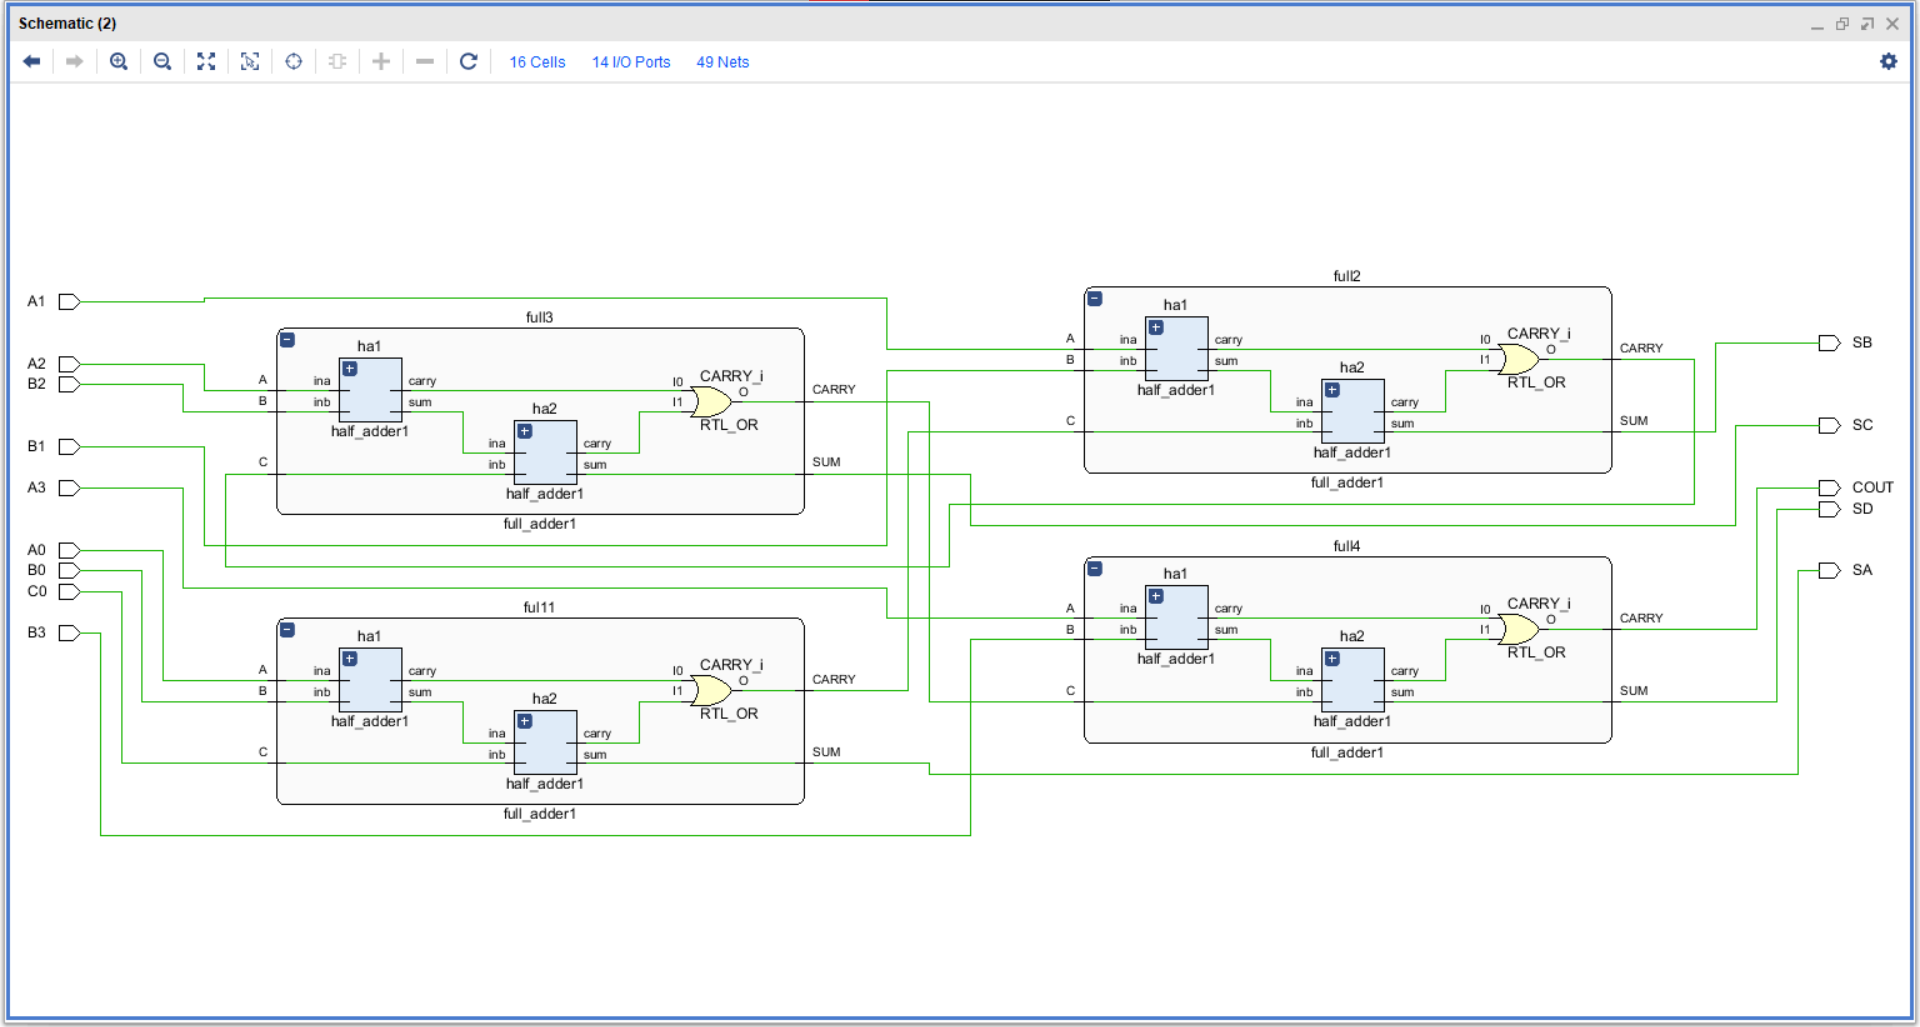 Schematic (2)
16 Cells 14 I/O Ports 49 Nets
A1
A2
B2
B1
A3
A0
B0
C0
B3
full3
ha1
A
B
C
ina
inb
carry
sum
half_adder1
ha2
ina
inb
carry
sum
half_adder1
I0
I1
CARRY_i
O
RTL_OR
CARRY
SUM
full_adder1
ful11
ha1
A
B
C
ina
inb
carry
sum
half_adder1
ha2
ina
inb
carry
sum
half_adder1
I0
I1
CARRY_i
O
RTL_OR
CARRY
SUM
full_adder1
full2
ha1
A
B
C
ina
inb
carry
sum
half_adder1
ha2
ina
inb
carry
sum
half_adder1
I0
I1
CARRY_i
O
RTL_OR
CARRY
SUM
full_adder1
full4
ha1
A
B
C
ina
inb
carry
sum
half_adder1
ha2
ina
inb
carry
sum
half_adder1
I0
I1
CARRY_i
O
RTL_OR
CARRY
SUM
full_adder1
SB
SC
COUT
SD
SA